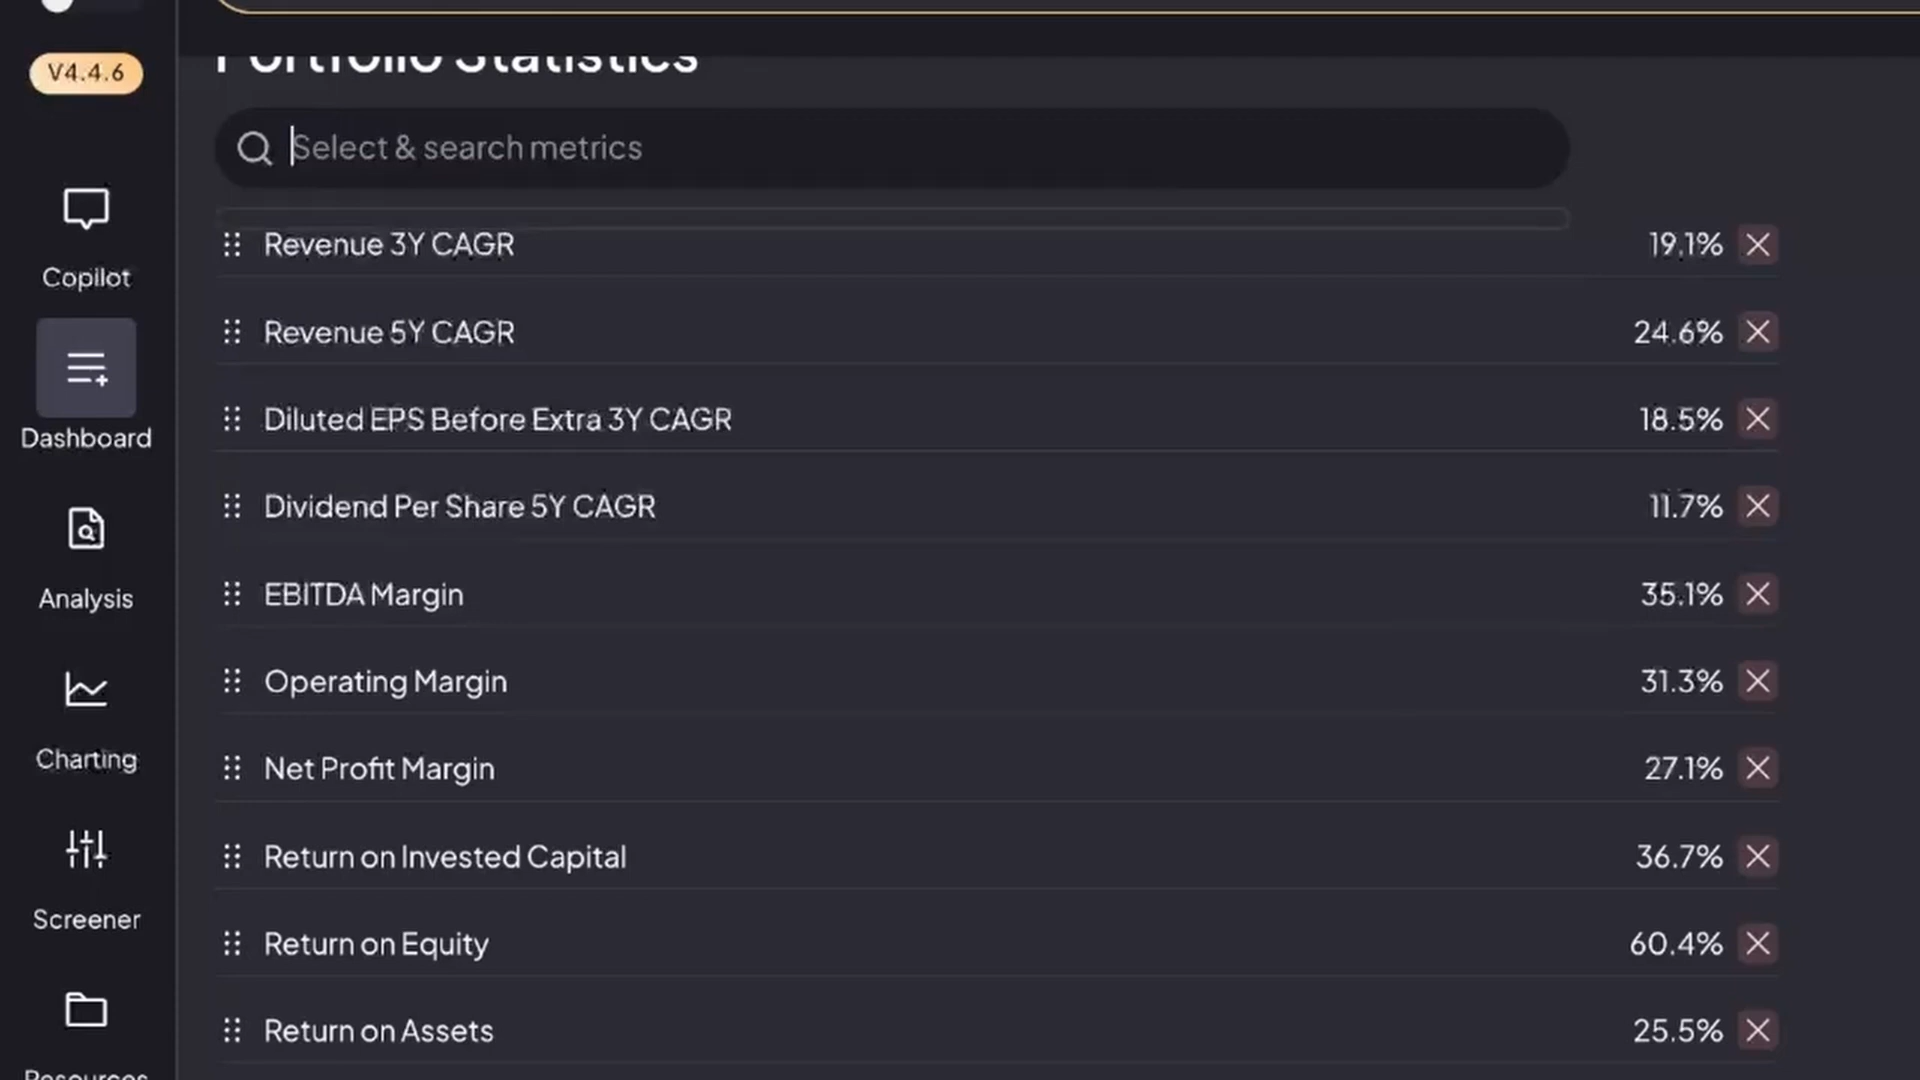 V4.4.6
Copilot
Dashboard
Analysis
Charting
Screener
Resources
Portfolio Statistics
Select & search metrics
Revenue 3Y CAGR 19.1%
Revenue 5Y CAGR 24.6%
Diluted EPS Before Extra 3Y CAGR 18.5%
Dividend Per Share 5Y CAGR 11.7%
EBITDA Margin 35.1%
Operating Margin 31.3%
Net Profit Margin 27.1%
Return on Invested Capital 36.7%
Return on Equity 60.4%
Return on Assets 25.5%